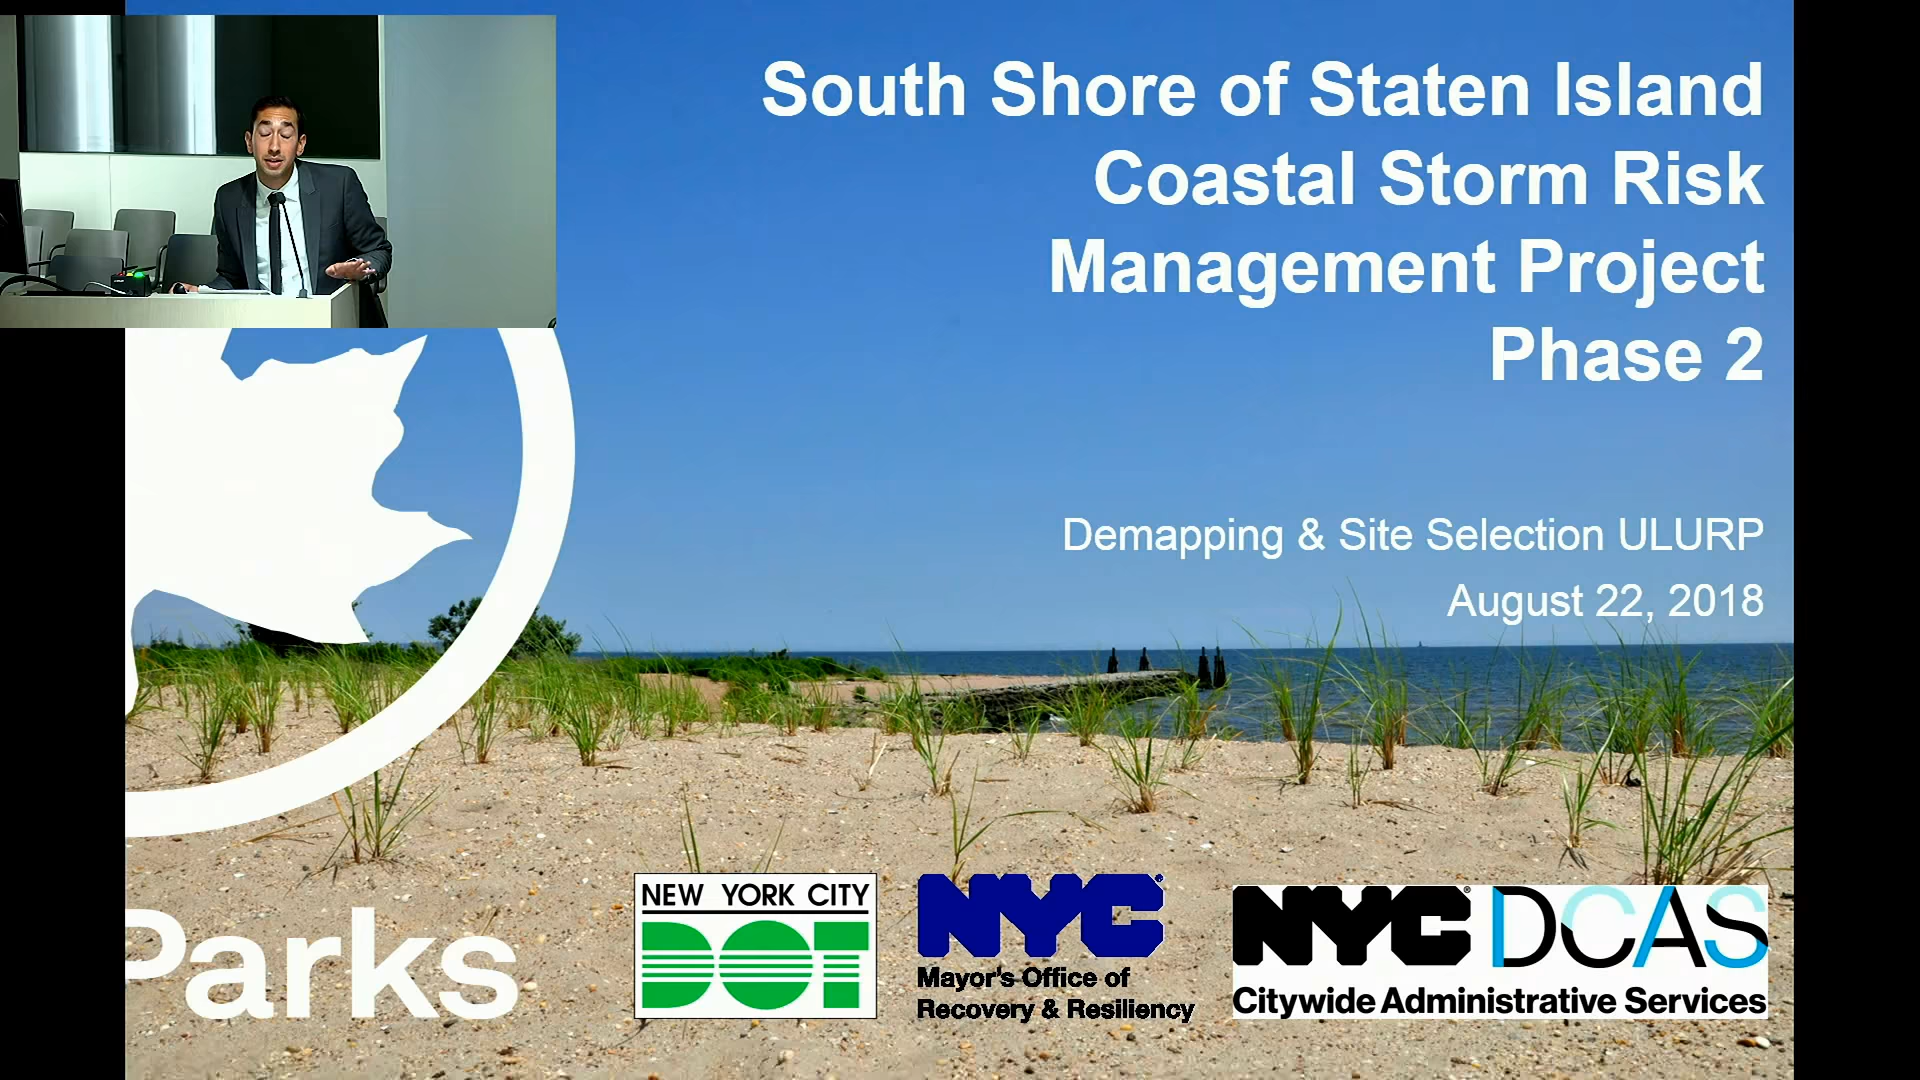 South Shore of Staten Island
Coastal Storm Risk
Management Project
Phase 2
Demapping & Site Selection ULURP
August 22, 2018
Parks
NEW YORK CITY
DOT
NYC
Mayor's Office of
Recovery & Resiliency
NYC DCAS
Citywide Administrative Services